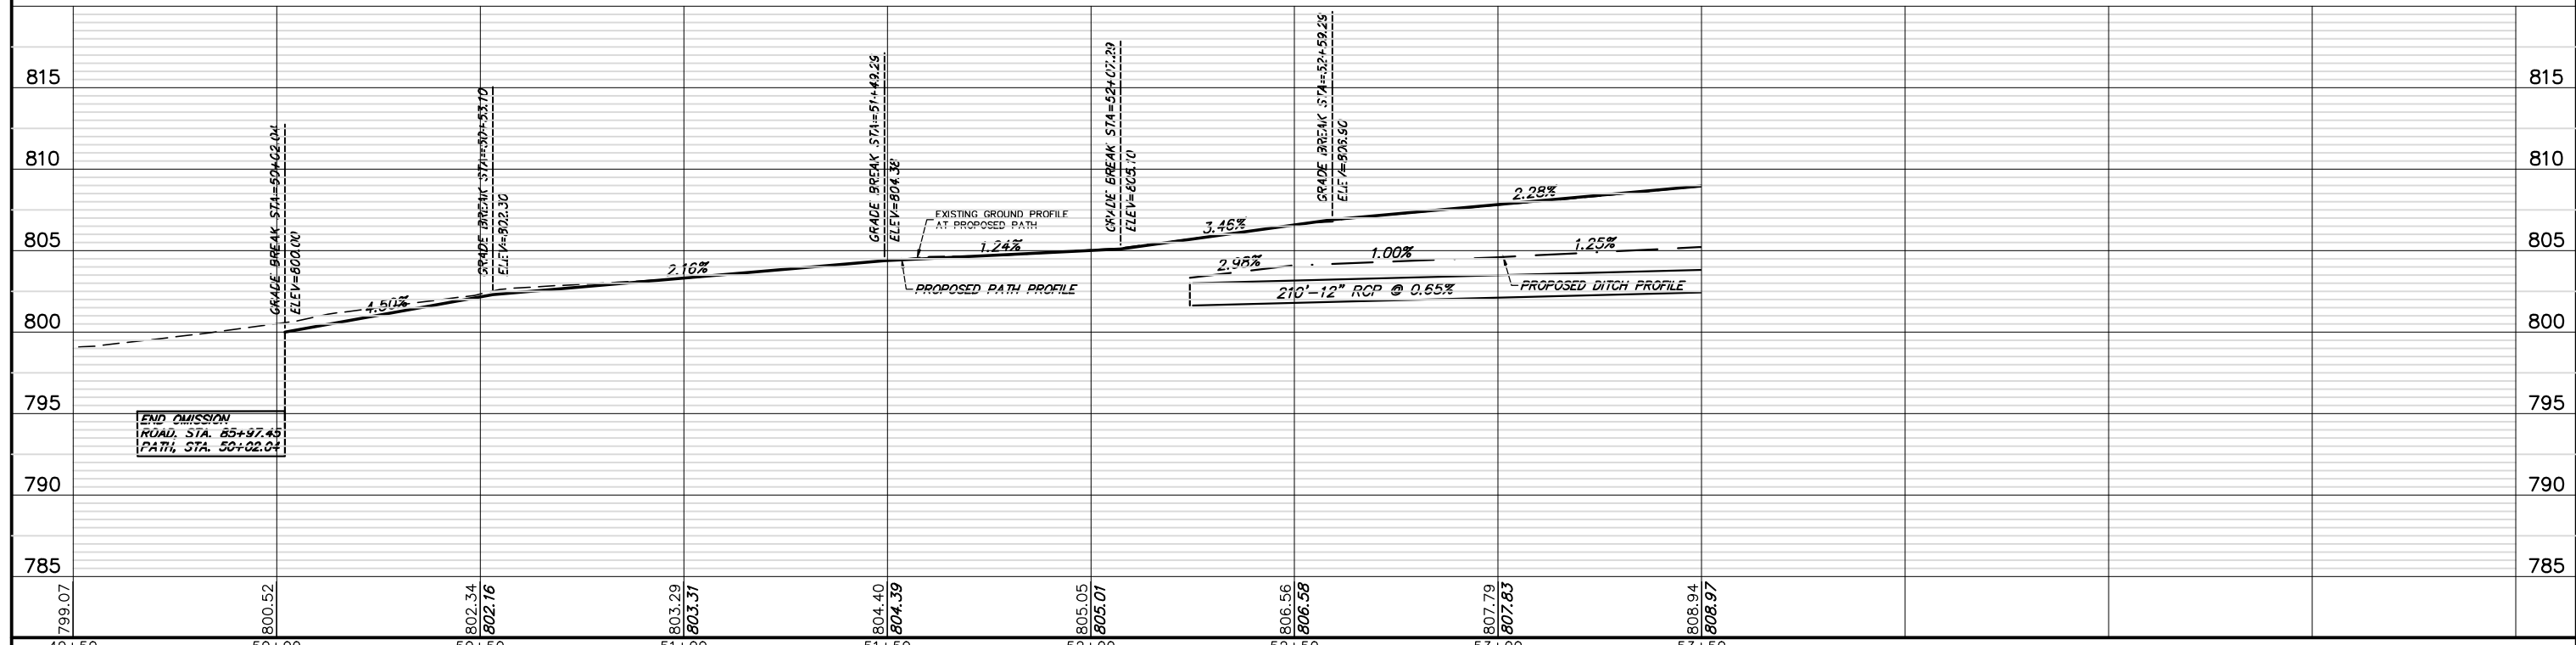 815
810
805
800
795
790
785
GRADE BREAK STA=50+02.04
ELEV=800.00
GRADE BREAK STA=50+53.10
ELEV=802.30
GRADE BREAK STA=51+49.29
ELEV=804.38
GRADE BREAK STA=52+07.29
ELEV=805.10
GRADE BREAK STA=52+59.29
ELEV=806.90
4.50%
2.16%
EXISTING GROUND PROFILE
AT PROPOSED PATH
1.24%
3.46%
2.28%
PROPOSED PATH PROFILE
2.98%
1.00%
1.25%
210'-12" RCP @ 0.65%
PROPOSED DITCH PROFILE
END OMISSION
ROAD, STA. 85+97.45
PATH, STA. 50+02.04
815
810
805
800
795
790
785
799.07
800.52
802.34
802.16
803.29
803.31
804.40
804.39
805.05
805.01
806.56
806.58
807.79
807.83
808.94
808.97